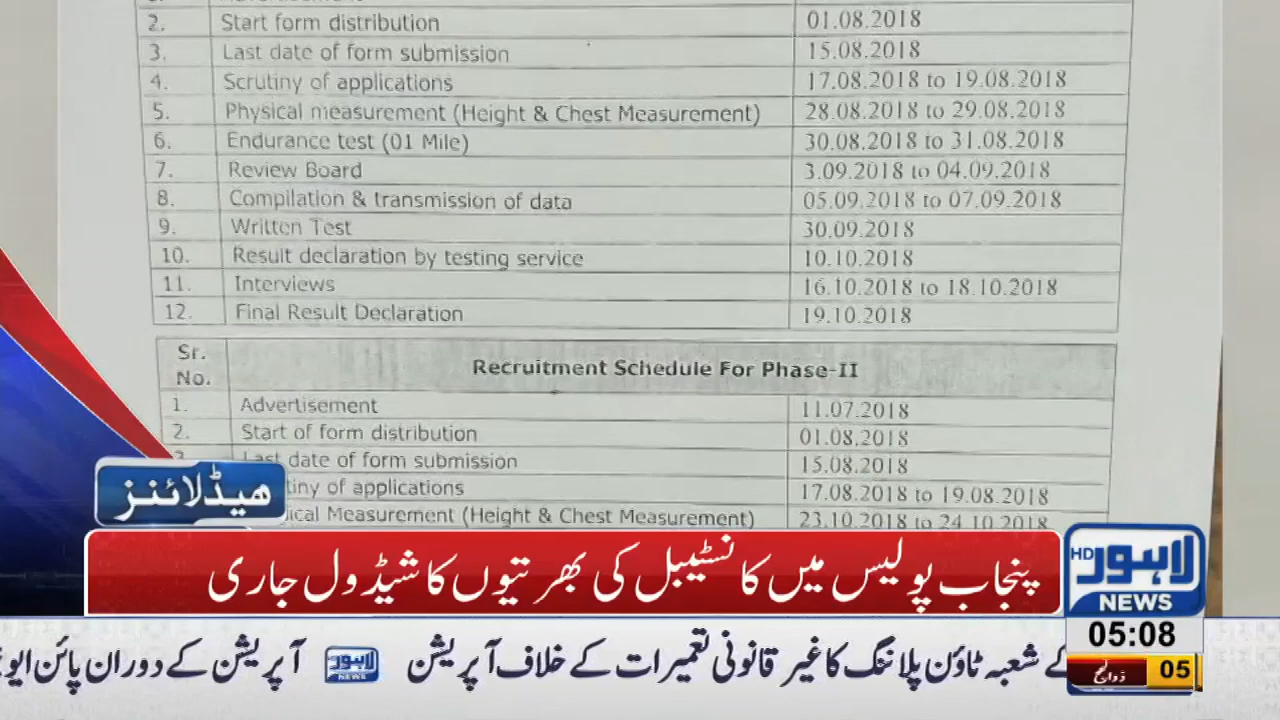 2. Start form distribution 01.08.2018
3. Last date of form submission 15.08.2018
4. Scrutiny of applications 17.08.2018 to 19.08.2018
5. Physical measurement (Height & Chest Measurement) 28.08.2018 to 29.08.2018
6. Endurance test (01 Mile) 30.08.2018 to 31.08.2018
7. Review Board 3.09.2018 to 04.09.2018
8. Compilation & transmission of data 05.09.2018 to 07.09.2018
9. Written Test 30.09.2018
10. Result declaration by testing service 10.10.2018
11. Interviews 16.10.2018 to 18.10.2018
12. Final Result Declaration 19.10.2018
Sr. No. Recruitment Schedule For Phase-II
1. Advertisement 11.07.2018
2. Start of form distribution 01.08.2018
3. Last date of form submission 15.08.2018
tiny of applications 17.08.2018 to 19.08.2018
ical Measurement (Height & Chest Measurement) 23.10.2018 to 24.10.2018
ہیڈلائنز
پنجاب پولیس میں کانسٹیبل کی بھرتیوں کا شیڈول جاری
HD لاہور
NEWS
05:08
کے شعبہ ٹاؤن پلاننگ کا غیر قانونی تعمیرات کے خلاف آپریشن لاہور NEWS آپریشن کے دوران پائن ایو
05 ذوالحج